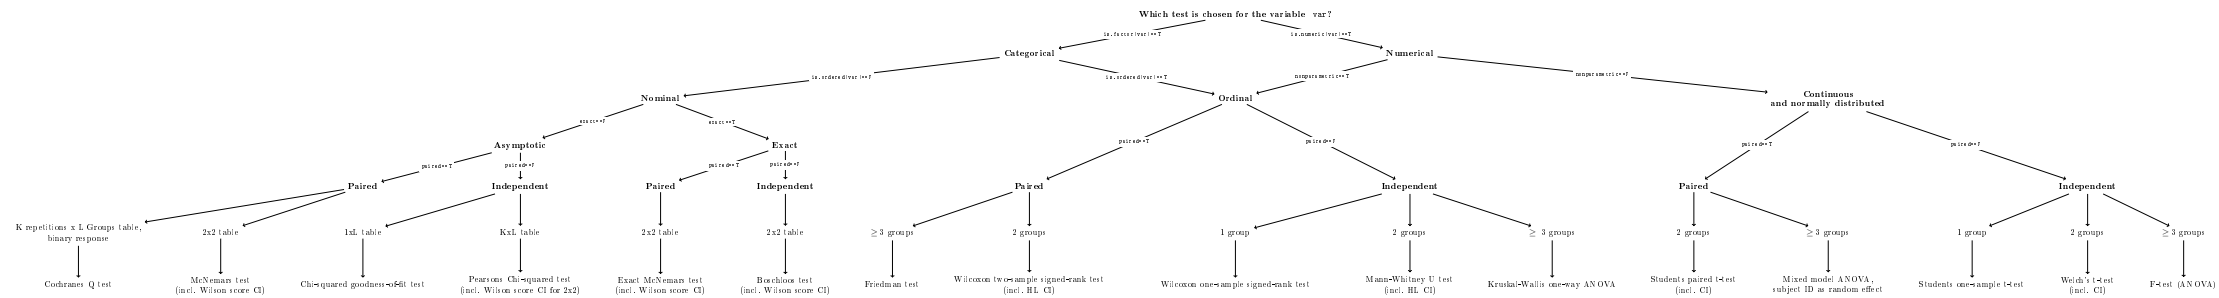 Which test is chosen for the variable var?
is.factor(var)==T
is.numeric(var)==T
Categorical
Numerical
is.ordered(var)==F
is.ordered(var)==T
nonparametric==T
nonparametric==F
Nominal
Ordinal
Continuous
and normally distributed
exact==F
exact==T
paired==T
paired==F
paired==T
paired==F
Asymptotic
Exact
paired==T
paired==F
paired==T
paired==F
Paired
Independent
Paired
Independent
Paired
Independent
Paired
Independent
K repetitions x L Groups table,
binary response
2x2 table
1xL table
KxL table
2x2 table
2x2 table
≥3 groups
2 groups
1 group
2 groups
≥ 3 groups
2 groups
≥3 groups
1 group
2 groups
≥3 groups
Cochranes Q test
McNemars test
(incl. Wilson score CI)
Chi-squared goodness-of-fit test
Pearsons Chi-squared test
(incl. Wilson score CI for 2x2)
Exact McNemars test
(incl. Wilson score CI)
Boschloos test
(incl. Wilson score CI)
Friedman test
Wilcoxon two-sample signed-rank test
(incl. HL CI)
Wilcoxon one-sample signed-rank test
Mann-Whitney U test
(incl. HL CI)
Kruskal-Wallis one-way ANOVA
Students paired t-test
(incl. CI)
Mixed model ANOVA,
subject ID as random effect
Students one-sample t-test
Welch's t-test
(incl. CI)
F-test (ANOVA)